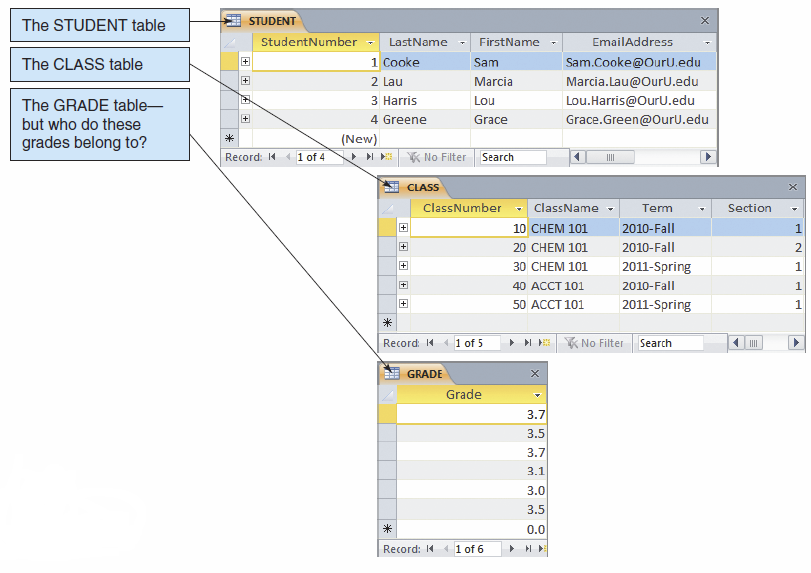 The STUDENT table
The CLASS table
The GRADE table—
but who do these
grades belong to?
STUDENT
StudentNumber LastName FirstName EmailAddress
1 Cooke Sam Sam.Cooke@OurU.edu
2 Lau Marcia Marcia.Lau@OurU.edu
3 Harris Lou Lou.Harris@OurU.edu
4 Greene Grace Grace.Green@OurU.edu
(New)
Record: 1 of 4 No Filter Search
CLASS
ClassNumber ClassName Term Section
10 CHEM 101 2010-Fall 1
20 CHEM 101 2010-Fall 2
30 CHEM 101 2011-Spring 1
40 ACCT 101 2010-Fall 1
50 ACCT 101 2011-Spring 1
Record: 1 of 5 No Filter Search
GRADE
Grade
3.7
3.5
3.7
3.1
3.0
3.5
0.0
Record: 1 of 6